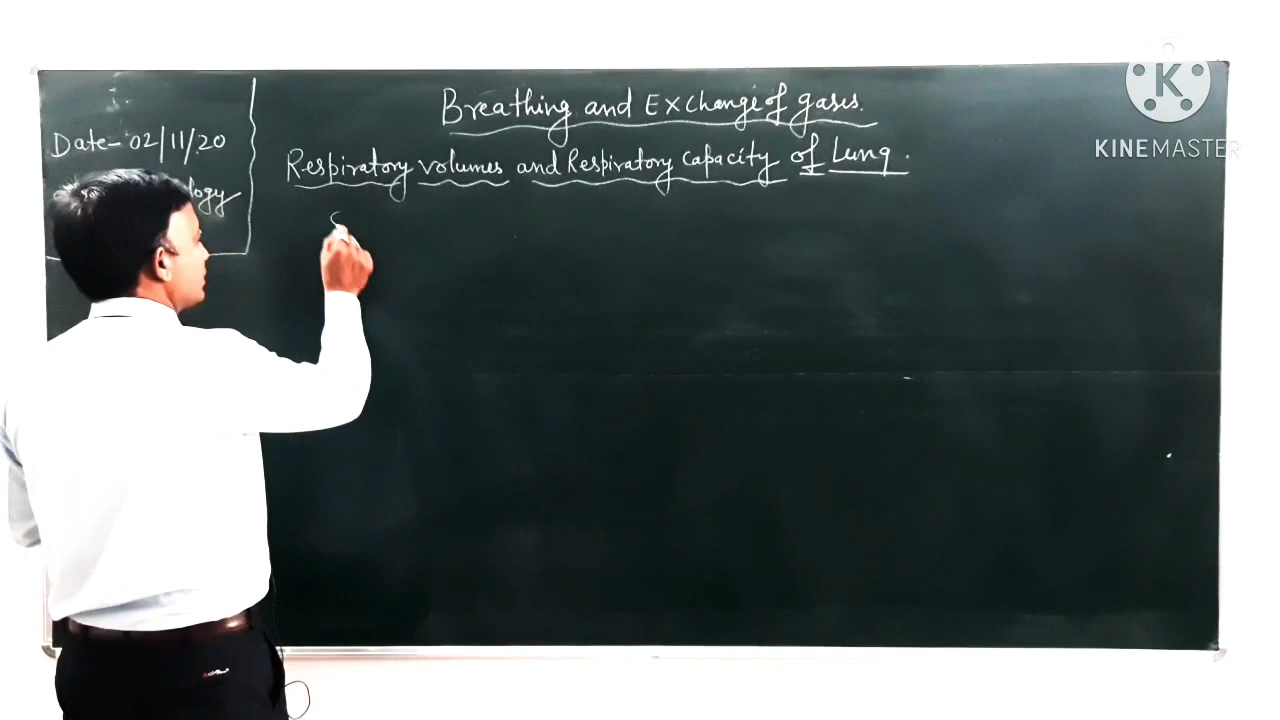 Breathing and Exchange of gases.
Date-02/11/20
Respiratory volumes and Respiratory capacity of Lung.
K
KINEMASTER